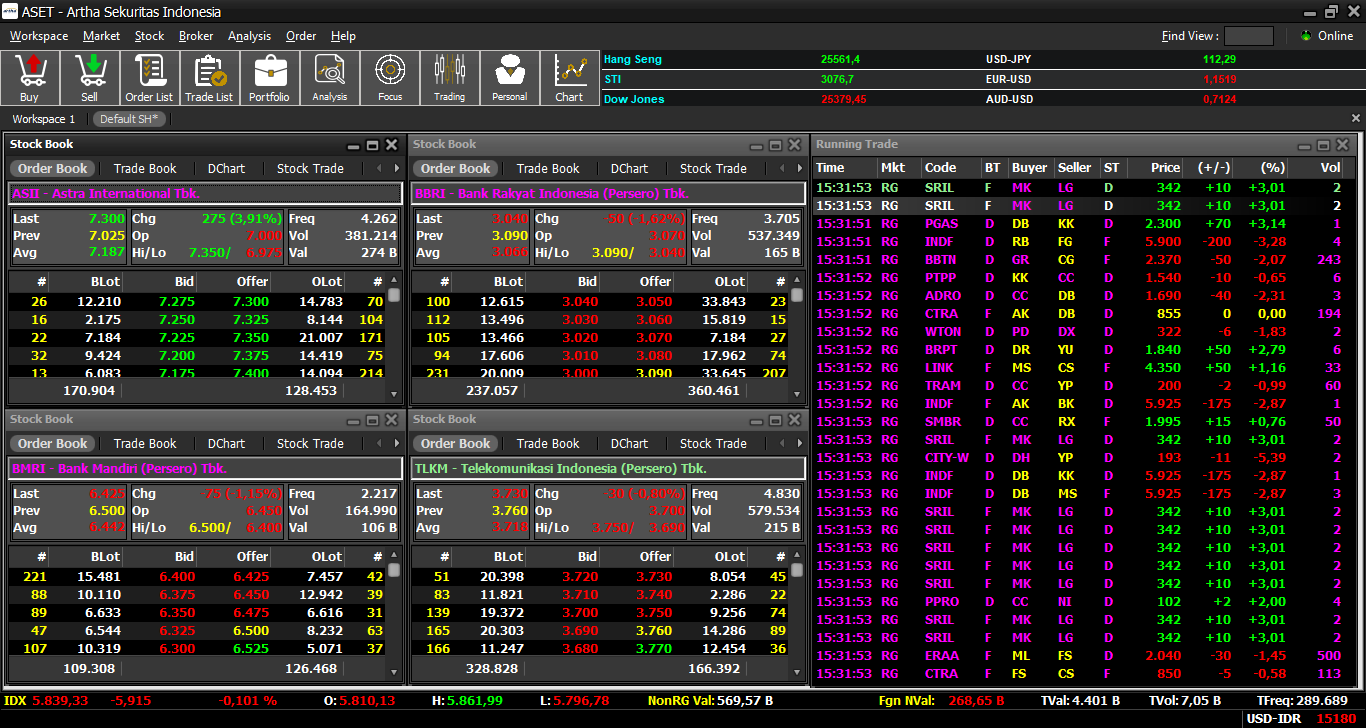 artha ASET - Artha Sekuritas Indonesia
Workspace Market Stock Broker Analysis Order Help Find View : Online
Buy Sell Order List Trade List Portfolio Analysis Focus Trading Personal Chart
Hang Seng 25561,4 USD-JPY 112,29
STI 3076,7 EUR-USD 1,1519
Dow Jones 25379,45 AUD-USD 0,7124
Workspace 1 Default SH*
Stock Book
Order Book Trade Book DChart Stock Trade
ASII - Astra International Tbk.
Last 7.300 Chg 275 (3,91%) Freq 4.262
Prev 7.025 Op 7.000 Vol 381.214
Avg 7.187 Hi/Lo 7.350/ 6.975 Val 274 B
# BLot Bid Offer OLot #
26 12.210 7.275 7.300 14.783 70
16 2.175 7.250 7.325 8.144 104
22 7.184 7.225 7.350 21.007 171
32 9.424 7.200 7.375 14.419 75
13 6.083 7.175 7.400 14.094 214
170.904 128.453
Stock Book
Order Book Trade Book DChart Stock Trade
BBRI - Bank Rakyat Indonesia (Persero) Tbk.
Last 3.040 Chg -50 (-1,62%) Freq 3.705
Prev 3.090 Op 3.070 Vol 537.349
Avg 3.066 Hi/Lo 3.090/ 3.040 Val 165 B
# BLot Bid Offer OLot #
100 12.615 3.040 3.050 33.843 23
112 13.496 3.030 3.060 15.819 15
105 13.466 3.020 3.070 7.184 27
94 17.606 3.010 3.080 17.962 74
231 20.009 3.000 3.090 33.645 207
237.057 360.461
Stock Book
Order Book Trade Book DChart Stock Trade
BMRI - Bank Mandiri (Persero) Tbk.
Last 6.425 Chg -75 (-1,15%) Freq 2.217
Prev 6.500 Op 6.450 Vol 164.990
Avg 6.442 Hi/Lo 6.500/ 6.400 Val 106 B
# BLot Bid Offer OLot #
221 15.481 6.400 6.425 7.457 42
88 10.110 6.375 6.450 12.942 39
89 6.633 6.350 6.475 6.616 31
47 6.544 6.325 6.500 8.232 63
107 10.319 6.300 6.525 5.071 37
109.308 126.468
Stock Book
Order Book Trade Book DChart Stock Trade
TLKM - Telekomunikasi Indonesia (Persero) Tbk.
Last 3.730 Chg -30 (-0,80%) Freq 4.830
Prev 3.760 Op 3.700 Vol 579.534
Avg 3.718 Hi/Lo 3.750/ 3.690 Val 215 B
# BLot Bid Offer OLot #
51 20.398 3.720 3.730 8.054 45
83 11.821 3.710 3.740 2.286 22
139 19.372 3.700 3.750 9.256 74
165 20.303 3.690 3.760 14.286 89
166 11.247 3.680 3.770 12.454 36
328.828 166.392
Running Trade
Time Mkt Code BT Buyer Seller ST Price (+/-) (%) Vol
15:31:53 RG SRIL F MK LG D 342 +10 +3,01 2
15:31:53 RG SRIL F MK LG D 342 +10 +3,01 2
15:31:51 RG PGAS D DB KK D 2.300 +70 +3,14 1
15:31:51 RG INDF D RB FG F 5.900 -200 -3,28 4
15:31:51 RG BBTN D GR CG F 2.370 -50 -2,07 243
15:31:52 RG PTPP D KK CC D 1.540 -10 -0,65 6
15:31:52 RG ADRO D CC DB D 1.690 -40 -2,31 3
15:31:52 RG CTRA F AK DB D 855 0 0,00 194
15:31:52 RG WTON D PD DX D 322 -6 -1,83 2
15:31:52 RG BRPT D DR YU F 1.840 +50 +2,79 6
15:31:52 RG LINK F MS CS F 4.350 +50 +1,16 33
15:31:52 RG TRAM D CC YP D 200 -2 -0,99 60
15:31:52 RG INDF F AK BK D 5.925 -175 -2,87 1
15:31:53 RG SMBR D CC RX F 1.995 +15 +0,76 50
15:31:53 RG SRIL F MK LG D 342 +10 +3,01 2
15:31:53 RG CITY-W D DH YP D 193 -11 -5,39 2
15:31:53 RG INDF F DB KK D 5.925 -175 -2,87 1
15:31:53 RG INDF F DB MS F 5.925 -175 -2,87 3
15:31:53 RG SRIL F MK LG D 342 +10 +3,01 2
15:31:53 RG SRIL F MK LG D 342 +10 +3,01 2
15:31:53 RG SRIL F MK LG D 342 +10 +3,01 2
15:31:53 RG SRIL F MK LG D 342 +10 +3,01 2
15:31:53 RG SRIL F MK LG D 342 +10 +3,01 2
15:31:53 RG PPRO D CC NI D 102 +2 +2,00 4
15:31:53 RG SRIL F MK LG D 342 +10 +3,01 2
15:31:53 RG SRIL F MK LG D 342 +10 +3,01 2
15:31:53 RG ERAA F ML FS D 2.040 -30 -1,45 500
15:31:53 RG CTRA F FS CS F 850 -5 -0,58 113
IDX 5.839,33 -5,915 -0,101 % O: 5.810,13 H: 5.861,99 L: 5.796,78 NonRG Val: 569,57 B Fgn NVal: 268,65 B TVal: 4.401 B TVol: 7,05 B TFreq: 289.689
USD-IDR 15180